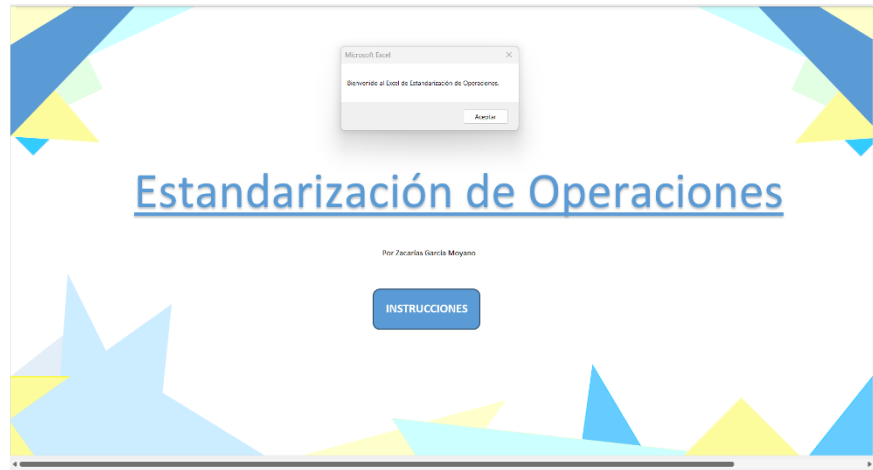 Microsoft Excel
Bienvenido al Excel de Estandarización de Operaciones.
Aceptar
Estandarización de Operaciones
Por Zacarías García Moyano
INSTRUCCIONES